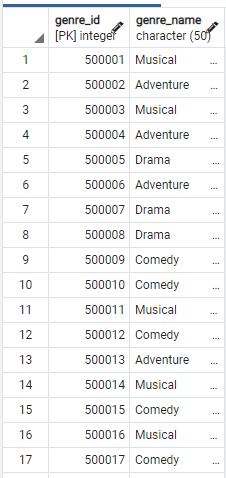 genre_id genre_name
[PK] integer character (50)
1 500001 Musical ...
2 500002 Adventure ...
3 500003 Musical ...
4 500004 Adventure ...
5 500005 Drama ...
6 500006 Adventure ...
7 500007 Drama ...
8 500008 Drama ...
9 500009 Comedy ...
10 500010 Comedy ...
11 500011 Musical ...
12 500012 Comedy ...
13 500013 Adventure ...
14 500014 Musical ...
15 500015 Comedy ...
16 500016 Musical ...
17 500017 Comedy ...